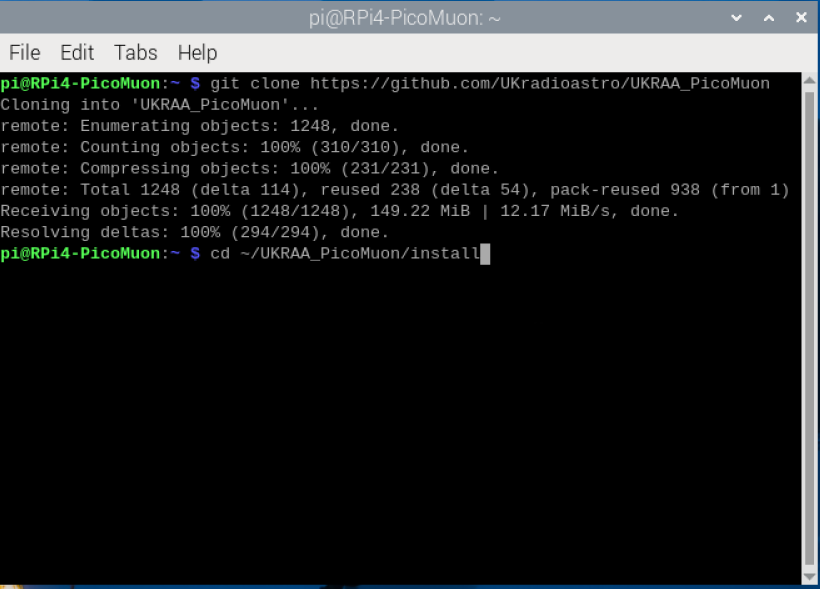 pi@RPi4-PicoMuon: ~
File Edit Tabs Help
pi@RPi4-PicoMuon:~ $ git clone https://github.com/UKradioastro/UKRAA_PicoMuon
Cloning into 'UKRAA_PicoMuon'...
remote: Enumerating objects: 1248, done.
remote: Counting objects: 100% (310/310), done.
remote: Compressing objects: 100% (231/231), done.
remote: Total 1248 (delta 114), reused 238 (delta 54), pack-reused 938 (from 1)
Receiving objects: 100% (1248/1248), 149.22 MiB | 12.17 MiB/s, done.
Resolving deltas: 100% (294/294), done.
pi@RPi4-PicoMuon:~ $ cd ~/UKRAA_PicoMuon/install